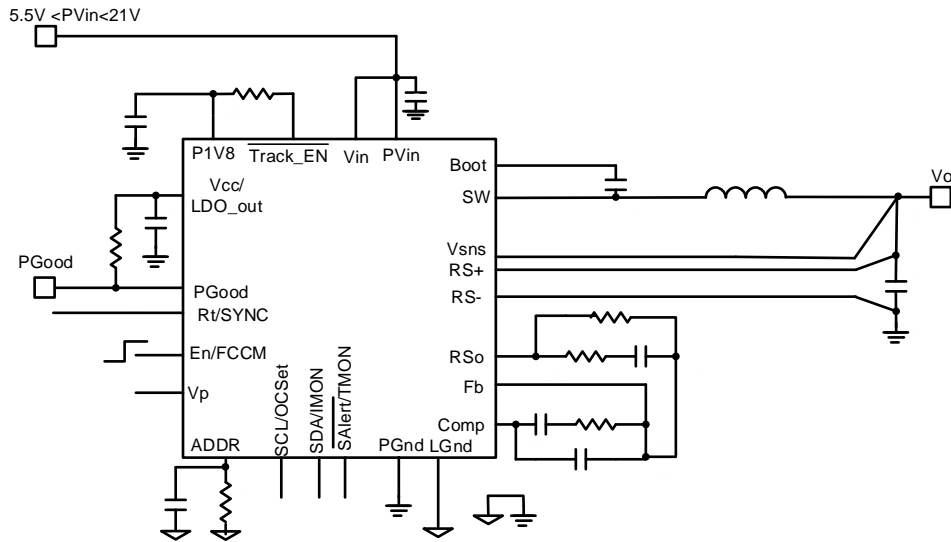 5.5V <PVin<21V
P1V8
Track_EN
Vin
PVin
Boot
Vcc/
LDO_out
SW
Vo
PGood
Vsns
RS+
PGood
RS-
Rt/SYNC
En/FCCM
RSo
Vp
Fb
Comp
ADDR
SCL/OCSet
SDA/IMON
SAlert/TMON
PGnd
LGnd